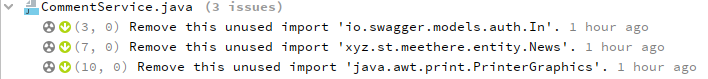 CommentService.java (3 issues)
(3, 0) Remove this unused import 'io.swagger.models.auth.In'. 1 hour ago
(7, 0) Remove this unused import 'xyz.st.meethere.entity.News'. 1 hour ago
(10, 0) Remove this unused import 'java.awt.print.PrinterGraphics'. 1 hour ago